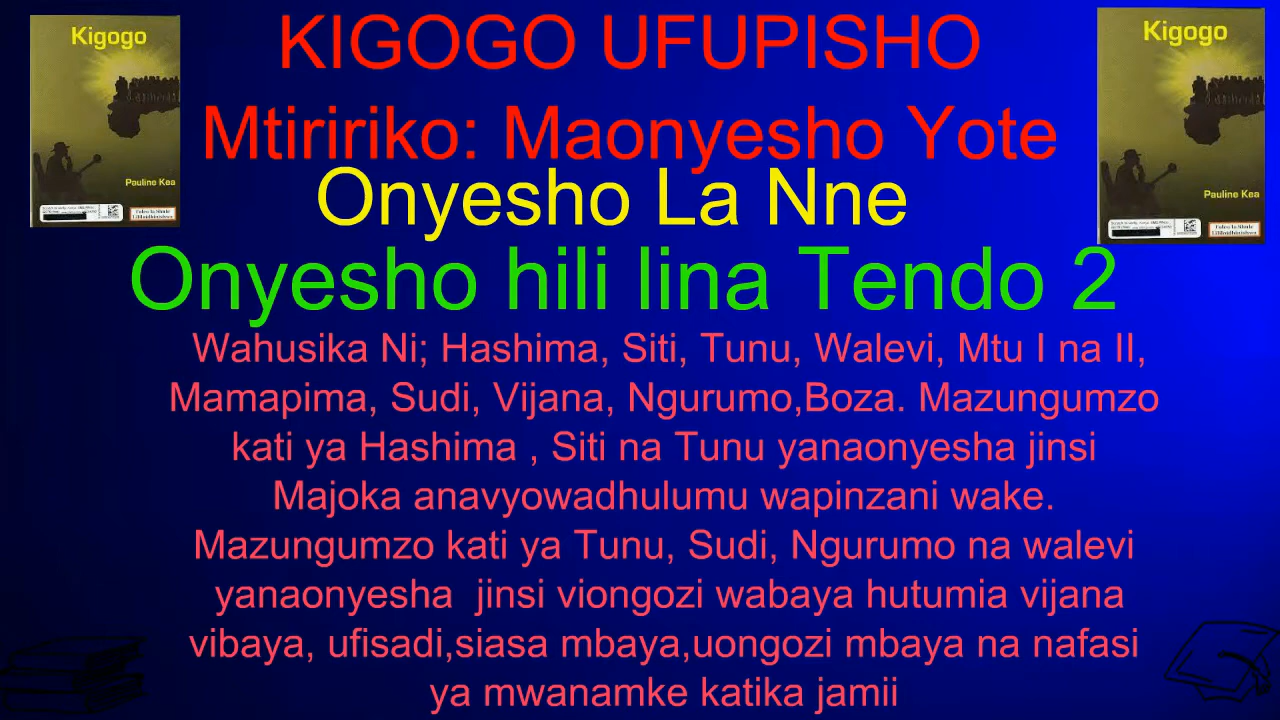 Kigogo
Pauline Kea
KIGOGO UFUPISHO
Mtiririko: Maonyesho Yote
Onyesho La Nne
Onyesho hili lina Tendo 2
Wahusika Ni; Hashima, Siti, Tunu, Walevi, Mtu I na II,
Mamapima, Sudi, Vijana, Ngurumo,Boza. Mazungumzo
kati ya Hashima , Siti na Tunu yanaonyesha jinsi
Majoka anavyowadhulumu wapinzani wake.
Mazungumzo kati ya Tunu, Sudi, Ngurumo na walevi
yanaonyesha jinsi viongozi wabaya hutumia vijana
vibaya, ufisadi,siasa mbaya,uongozi mbaya na nafasi
ya mwanamke katika jamii
Kigogo
Pauline Kea